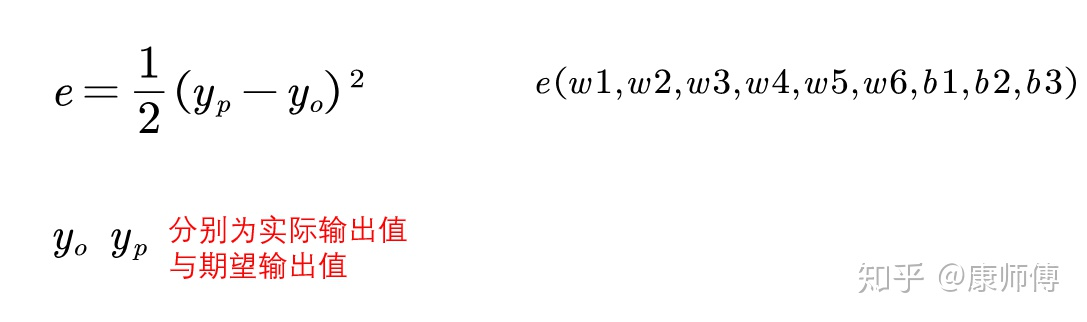 e = \frac{1}{2} (y_p - y_o)^2
e(w1,w2,w3,w4,w5,w6,b1,b2,b3)
y_o y_p 分别为实际输出值
与期望输出值
知乎 @康师傅